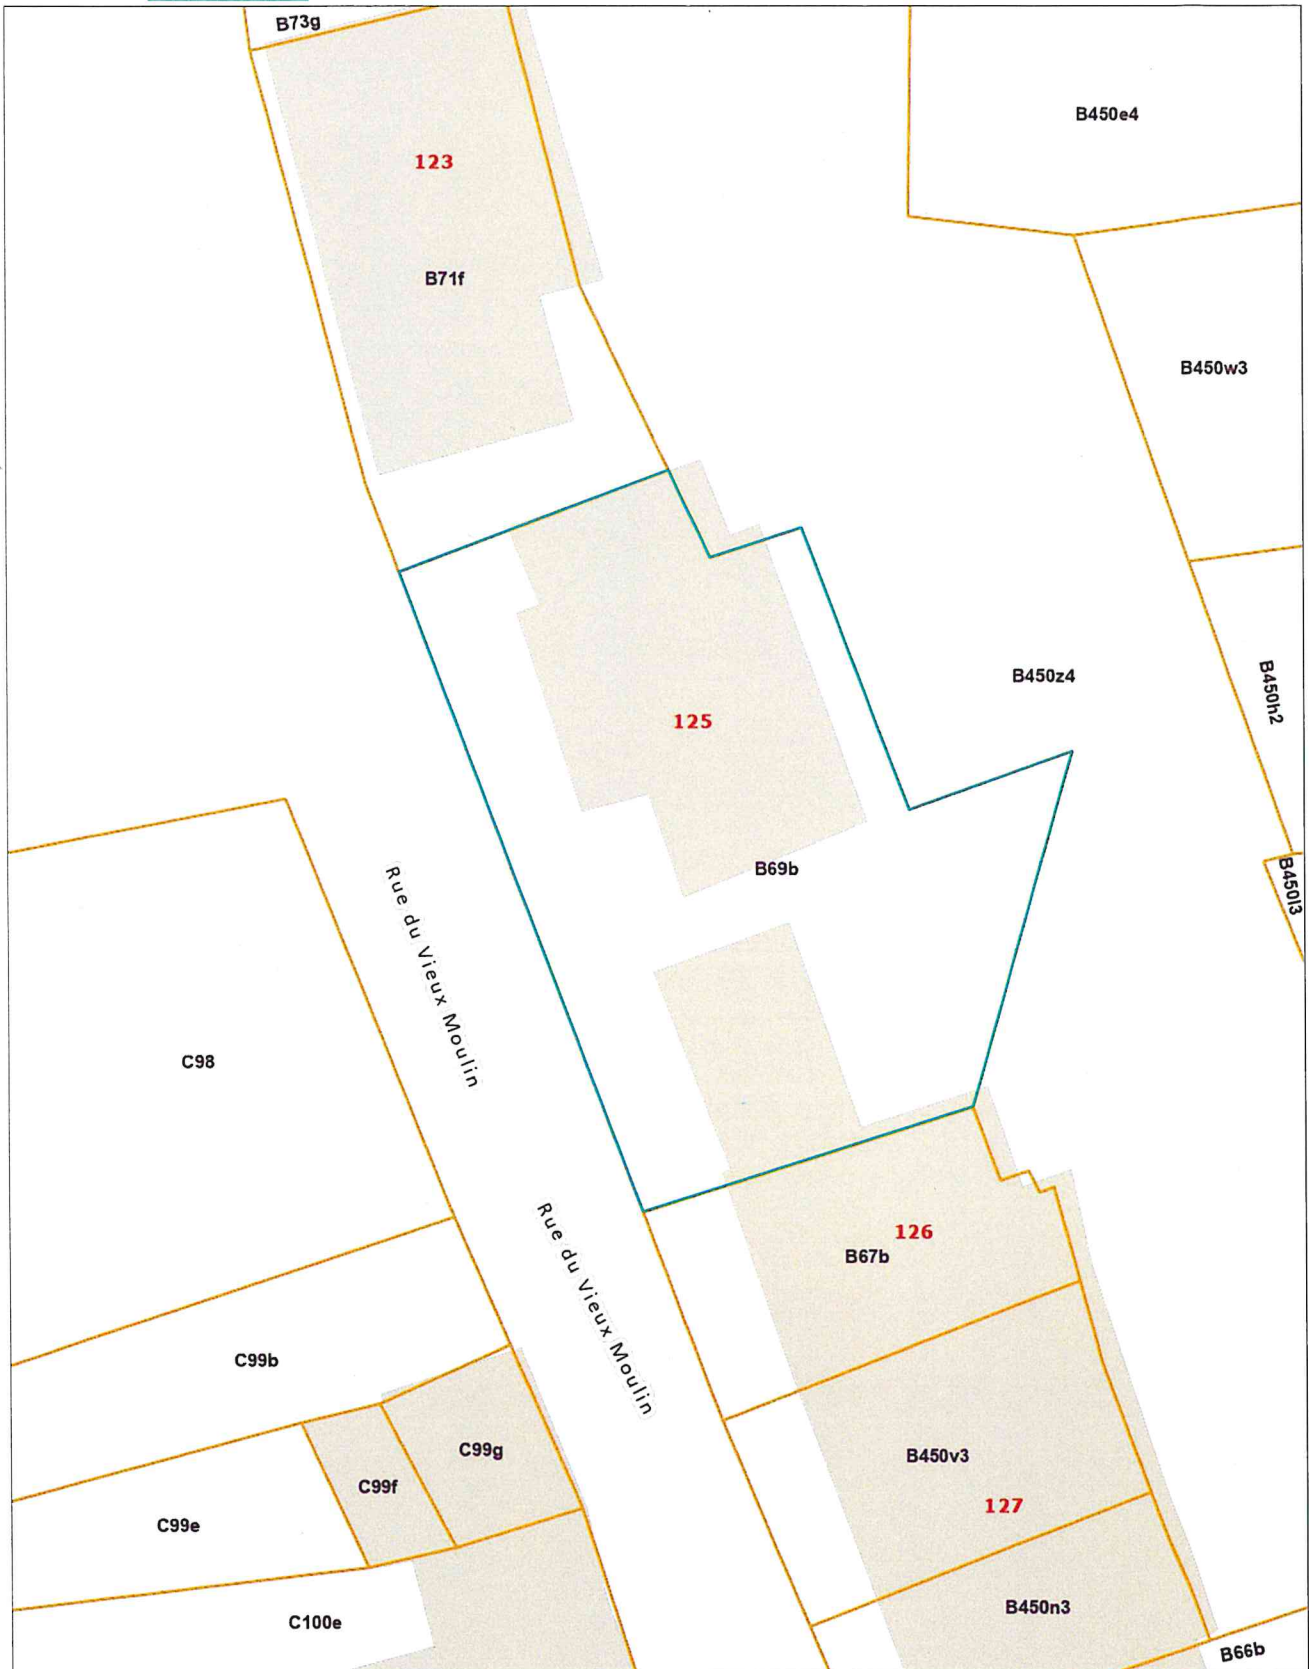 B73g
B450e4
123
B71f
B450w3
B450z4
B450h2
125
B69b
B450l3
Rue du Vieux Moulin
C98
Rue du Vieux Moulin
126
B67b
C99b
C99g
B450v3
C99f
127
C99e
B450n3
C100e
B66b